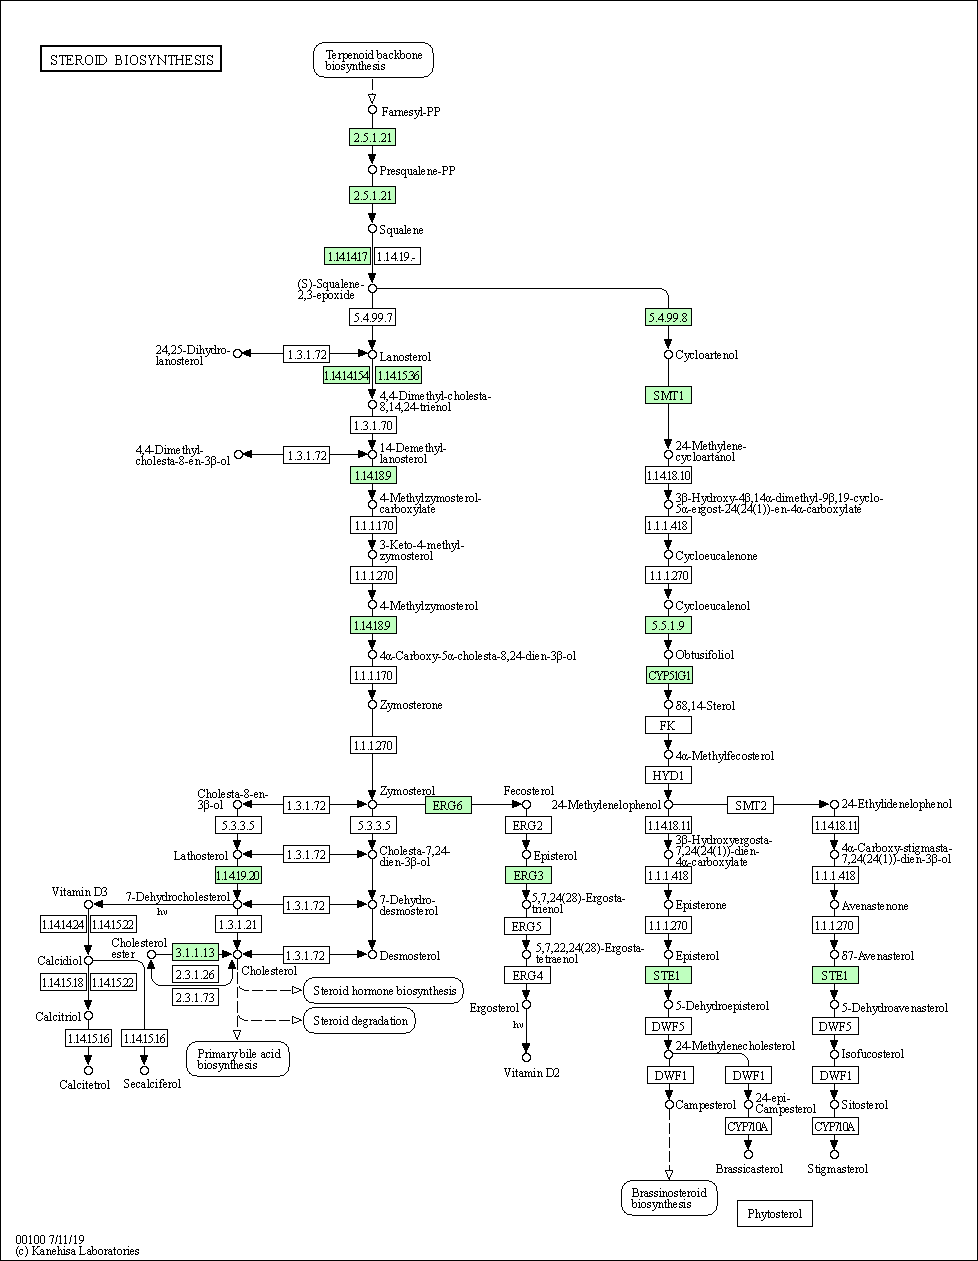 STEROID BIOSYNTHESIS
Terpenoid backbone
biosynthesis
Farnesyl-PP
2.5.1.21
Presqualene-PP
2.5.1.21
Squalene
1.14.14.17
1.14.19.-
(S)-Squalene-
2,3-epoxide
5.4.99.7
5.4.99.8
24,25-Dihydro-
lanosterol
1.3.1.72
Lanosterol
Cycloartenol
1.14.14.154
1.14.15.36
SMT1
4,4-Dimethyl-cholesta-
8,14,24-trienol
1.3.1.70
4,4-Dimethyl-
cholesta-8-en-3β-ol
1.3.1.72
14-Demethyl-
lanosterol
24-Methylene-
cycloartanol
1.14.18.9
1.14.18.10
4-Methylzymosterol-
carboxylate
3β-Hydroxy-4β,14α-dimethyl-9β,19-cyclo-
5α-ergost-24(24(1))-en-4α-carboxylate
1.1.1.170
1.1.1.418
3-Keto-4-methyl-
zymosterol
Cycloeucalenone
1.1.1.270
1.1.1.270
4-Methylzymosterol
Cycloeucalenol
1.14.18.9
5.5.1.9
4α-Carboxy-5α-cholesta-8,24-dien-3β-ol
Obtusifoliol
1.1.1.170
CYP51G1
Zymosterone
δ8,14-Sterol
FK
1.1.1.270
4α-Methylfecosterol
HYD1
Cholesta-8-en-
3β-ol
1.3.1.72
Zymosterol
ERG6
Fecosterol
24-Methylenelophenol
SMT2
24-Ethylidenelophenol
5.3.3.5
5.3.3.5
ERG2
1.14.18.11
1.14.18.11
Lathosterol
1.3.1.72
Cholesta-7,24-
dien-3β-ol
Episterol
3β-Hydroxyergosta-
7,24(24(1))-dien-
4α-carboxylate
4α-Carboxy-stigmasta-
7,24(24(1))-dien-3β-ol
1.14.19.20
ERG3
1.1.1.418
1.1.1.418
Vitamin D3
7-Dehydrocholesterol
hν
1.3.1.72
7-Dehydro-
desmosterol
5,7,24(28)-Ergosta-
trienol
Episterone
Avenastenone
1.14.14.24
1.14.15.22
1.3.1.21
ERG5
1.1.1.270
1.1.1.270
Calcidiol
Cholesterol
ester
3.1.1.13
Cholesterol
1.3.1.72
Desmosterol
5,7,22,24(28)-Ergosta-
tetraenol
Episterol
δ7-Avenasterol
1.14.15.18
1.14.15.22
2.3.1.26
2.3.1.73
ERG4
STE1
STE1
Steroid hormone biosynthesis
Ergosterol
5-Dehydroepisterol
5-Dehydroavenasterol
Calcitriol
Steroid degradation
hν
DWF5
DWF5
1.14.15.16
1.14.15.16
Primary bile acid
biosynthesis
24-Methylenecholesterol
Isofucosterol
Calcitetrol
Secalciferol
Vitamin D2
DWF1
DWF1
DWF1
Campesterol
24-epi-
Campesterol
Sitosterol
CYP710A
CYP710A
Brassicasterol
Stigmasterol
Brassinosteroid
biosynthesis
Phytosterol
00100 7/11/19
(c) Kanehisa Laboratories